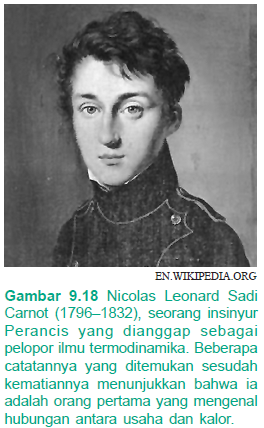 EN.WIKIPEDIA.ORG
Gambar 9.18 Nicolas Leonard Sadi
Carnot (1796–1832), seorang insinyur
Perancis yang dianggap sebagai
pelopor ilmu termodinamika. Beberapa
catatannya yang ditemukan sesudah
kematiannya menunjukkan bahwa ia
adalah orang pertama yang mengenal
hubungan antara usaha dan kalor.